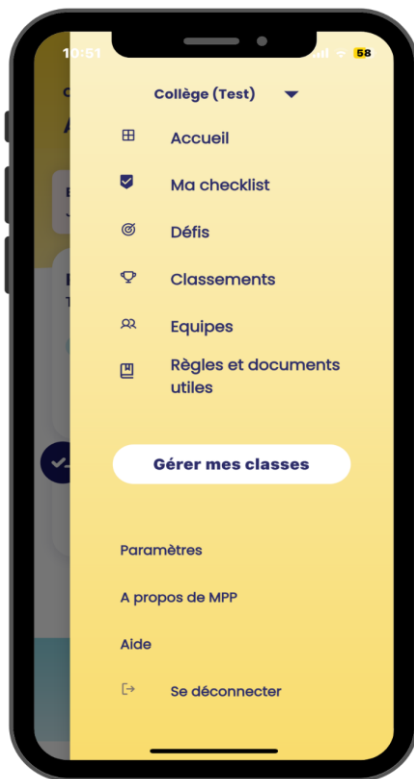 10:51
58
Collège (Test)
Accueil
Ma checklist
Défis
Classements
Equipes
Règles et documents
utiles
Gérer mes classes
Paramètres
A propos de MPP
Aide
Se déconnecter